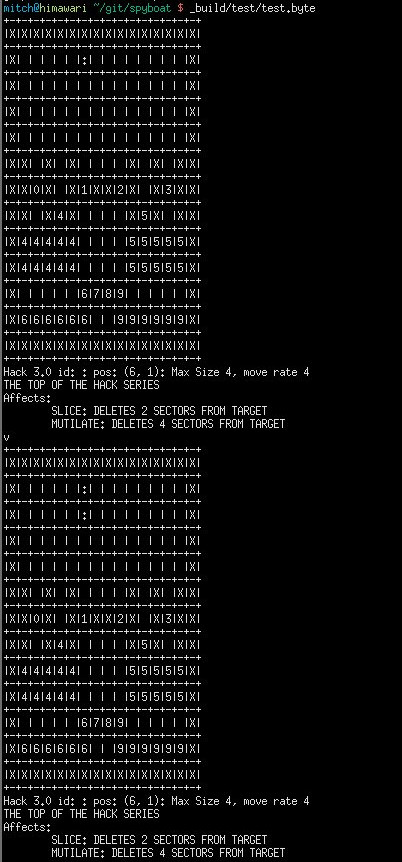 mitch@himawari ~/git/spyboat $ _build/test/test.byte
+-+-+-+-+-+-+-+-+-+-+-+-+-+-+-+-+
|X|X|X|X|X|X|X|X|X|X|X|X|X|X|X|X|
+-+-+-+-+-+-+-+-+-+-+-+-+-+-+-+-+
|X| | | | | |:| | | | | | | | |X|
+-+-+-+-+-+-+-+-+-+-+-+-+-+-+-+-+
|X| | | | | | | | | | | | | | |X|
+-+-+-+-+-+-+-+-+-+-+-+-+-+-+-+-+
|X| | | | | | | | | | | | | | |X|
+-+-+-+-+-+-+-+-+-+-+-+-+-+-+-+-+
|X| | | | | | | | | | | | | | |X|
+-+-+-+-+-+-+-+-+-+-+-+-+-+-+-+-+
|X|X| |X| |X| | | | |X| |X| |X|X|
+-+-+-+-+-+-+-+-+-+-+-+-+-+-+-+-+
|X|X|0|X| |X|1|X|X|2|X| |X|3|X|X|
+-+-+-+-+-+-+-+-+-+-+-+-+-+-+-+-+
|X|X| |X|4|X| | | | |X|5|X| |X|X|
+-+-+-+-+-+-+-+-+-+-+-+-+-+-+-+-+
|X|4|4|4|4|4| | | | |5|5|5|5|5|X|
+-+-+-+-+-+-+-+-+-+-+-+-+-+-+-+-+
|X|4|4|4|4|4| | | | |5|5|5|5|5|X|
+-+-+-+-+-+-+-+-+-+-+-+-+-+-+-+-+
|X| | | | | |6|7|8|9| | | | | |X|
+-+-+-+-+-+-+-+-+-+-+-+-+-+-+-+-+
|X|6|6|6|6|6|6| | |9|9|9|9|9|9|X|
+-+-+-+-+-+-+-+-+-+-+-+-+-+-+-+-+
|X|X|X|X|X|X|X|X|X|X|X|X|X|X|X|X|
+-+-+-+-+-+-+-+-+-+-+-+-+-+-+-+-+
Hack 3.0 id: : pos: (6, 1): Max Size 4, move rate 4
THE TOP OF THE HACK SERIES
Affects:
SLICE: DELETES 2 SECTORS FROM TARGET
MUTILATE: DELETES 4 SECTORS FROM TARGET
v
+-+-+-+-+-+-+-+-+-+-+-+-+-+-+-+-+
|X|X|X|X|X|X|X|X|X|X|X|X|X|X|X|X|
+-+-+-+-+-+-+-+-+-+-+-+-+-+-+-+-+
|X| | | | | |:| | | | | | | | |X|
+-+-+-+-+-+-+-+-+-+-+-+-+-+-+-+-+
|X| | | | | |:| | | | | | | | |X|
+-+-+-+-+-+-+-+-+-+-+-+-+-+-+-+-+
|X| | | | | | | | | | | | | | |X|
+-+-+-+-+-+-+-+-+-+-+-+-+-+-+-+-+
|X| | | | | | | | | | | | | | |X|
+-+-+-+-+-+-+-+-+-+-+-+-+-+-+-+-+
|X|X| |X| |X| | | | |X| |X| |X|X|
+-+-+-+-+-+-+-+-+-+-+-+-+-+-+-+-+
|X|X|0|X| |X|1|X|X|2|X| |X|3|X|X|
+-+-+-+-+-+-+-+-+-+-+-+-+-+-+-+-+
|X|X| |X|4|X| | | | |X|5|X| |X|X|
+-+-+-+-+-+-+-+-+-+-+-+-+-+-+-+-+
|X|4|4|4|4|4| | | | |5|5|5|5|5|X|
+-+-+-+-+-+-+-+-+-+-+-+-+-+-+-+-+
|X|4|4|4|4|4| | | | |5|5|5|5|5|X|
+-+-+-+-+-+-+-+-+-+-+-+-+-+-+-+-+
|X| | | | | |6|7|8|9| | | | | |X|
+-+-+-+-+-+-+-+-+-+-+-+-+-+-+-+-+
|X|6|6|6|6|6|6| | |9|9|9|9|9|9|X|
+-+-+-+-+-+-+-+-+-+-+-+-+-+-+-+-+
|X|X|X|X|X|X|X|X|X|X|X|X|X|X|X|X|
+-+-+-+-+-+-+-+-+-+-+-+-+-+-+-+-+
Hack 3.0 id: : pos: (6, 1): Max Size 4, move rate 4
THE TOP OF THE HACK SERIES
Affects:
SLICE: DELETES 2 SECTORS FROM TARGET
MUTILATE: DELETES 4 SECTORS FROM TARGET